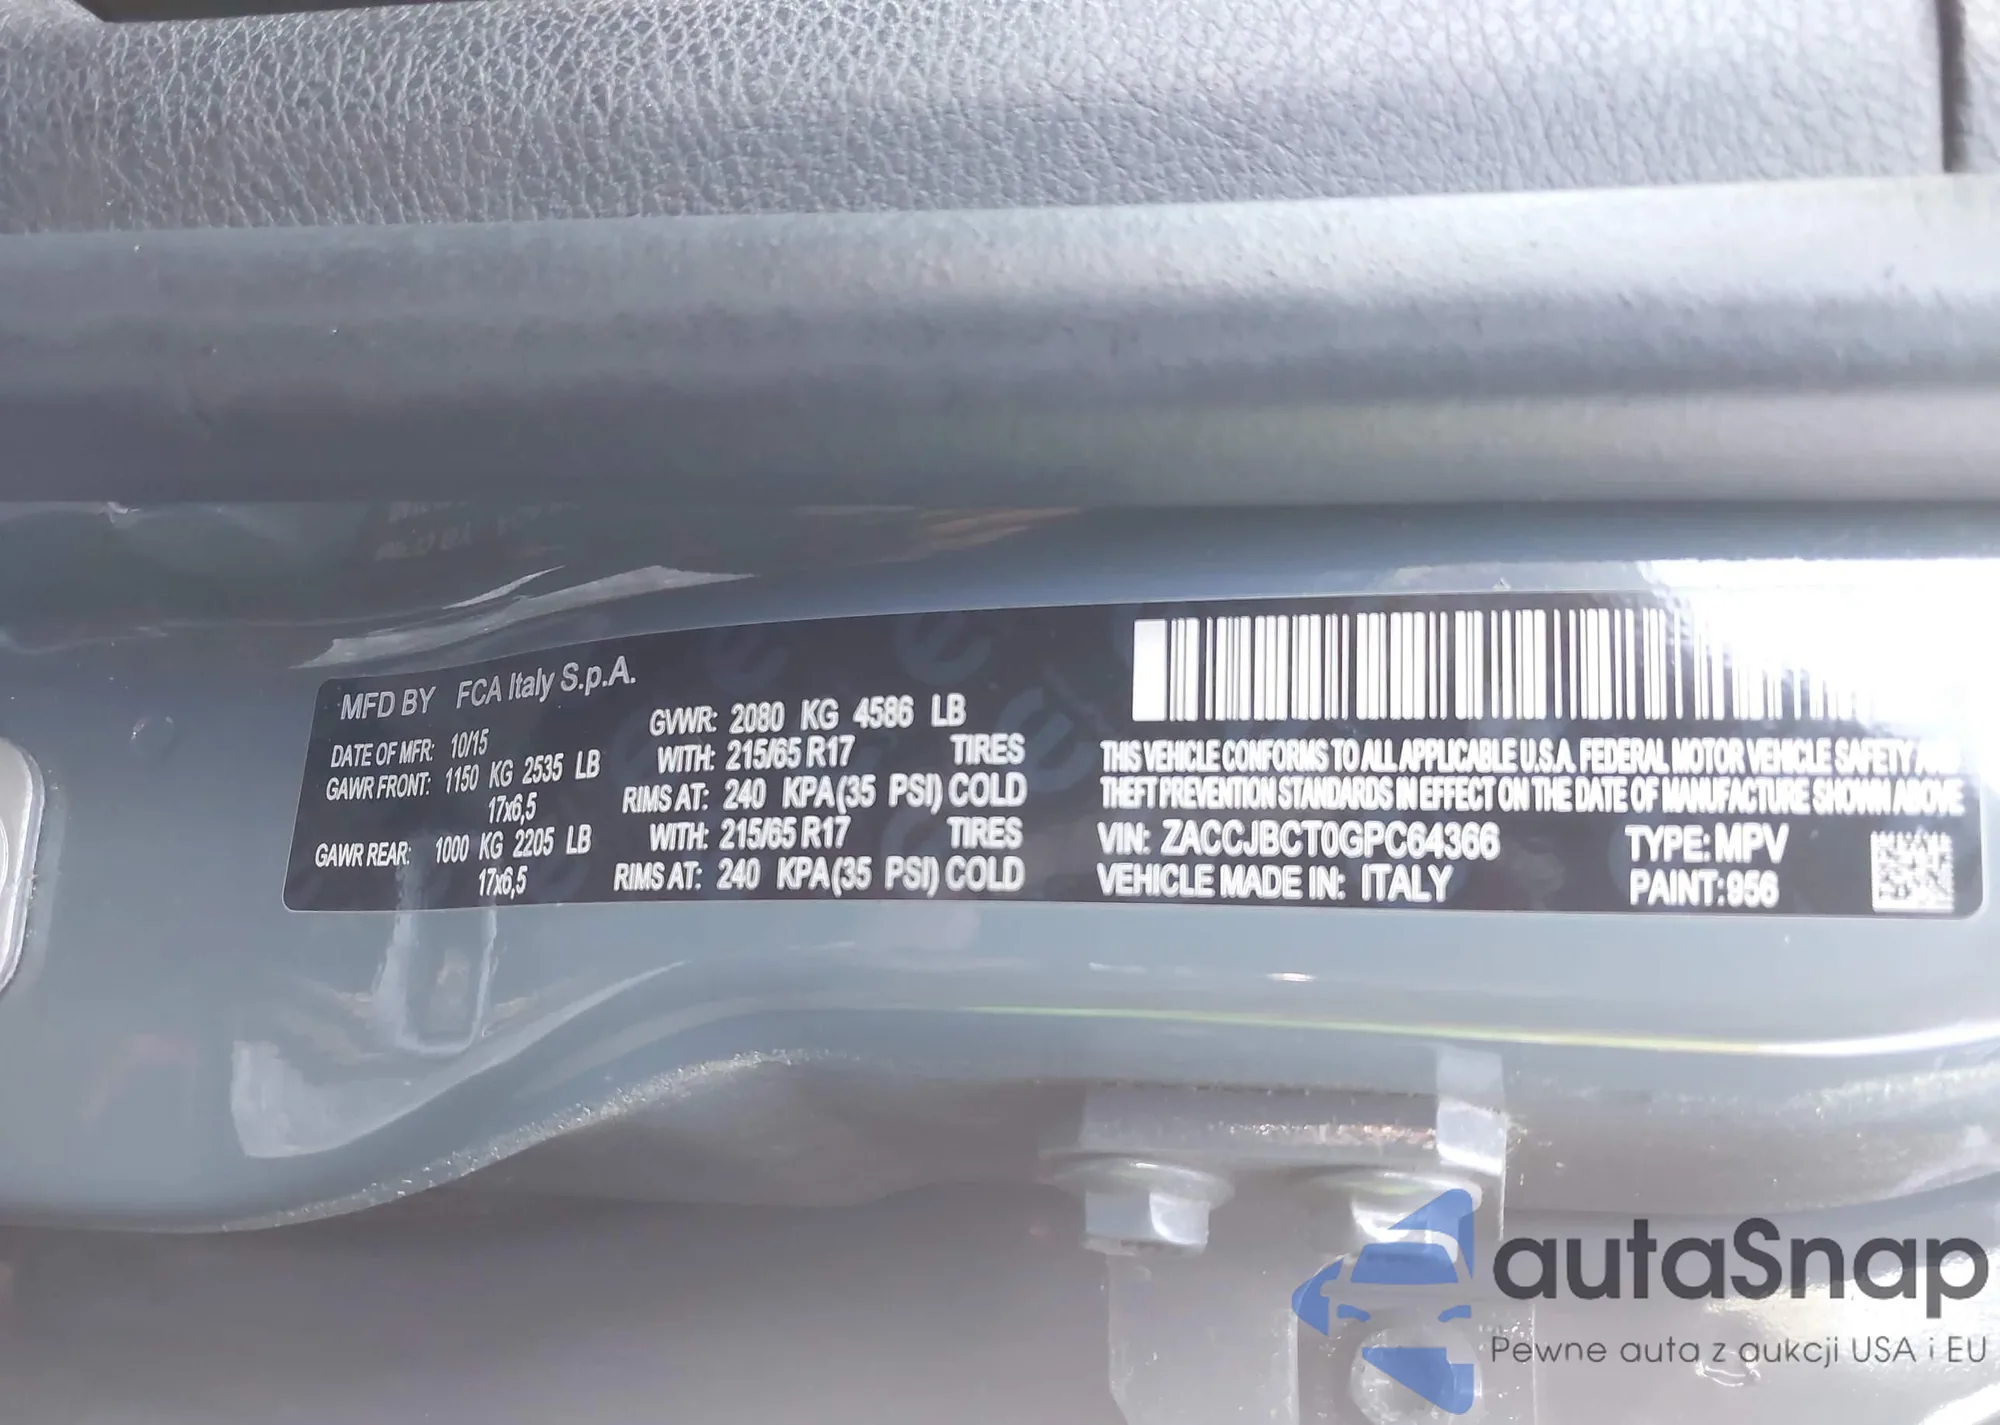 MFD BY FCA Italy S.p.A.
DATE OF MFR: 10/15
GAWR FRONT: 1150 KG 2535 LB
17x6,5
GAWR REAR: 1000 KG 2205 LB
17x6,5
GVWR: 2080 KG 4586 LB
WITH: 215/65 R17 TIRES
RIMS AT: 240 KPA(35 PSI) COLD
WITH: 215/65 R17 TIRES
RIMS AT: 240 KPA(35 PSI) COLD
THIS VEHICLE CONFORMS TO ALL APPLICABLE U.S.A. FEDERAL MOTOR VEHICLE SAFETY
THEFT PREVENTION STANDARDS IN EFFECT ON THE DATE OF MANUFACTURE SHOWN ABOVE
VIN: ZACCJBCT0GPC64366 TYPE: MPV
VEHICLE MADE IN: ITALY PAINT: 956
autaSnap
Pewne auta z aukcji USA i EU